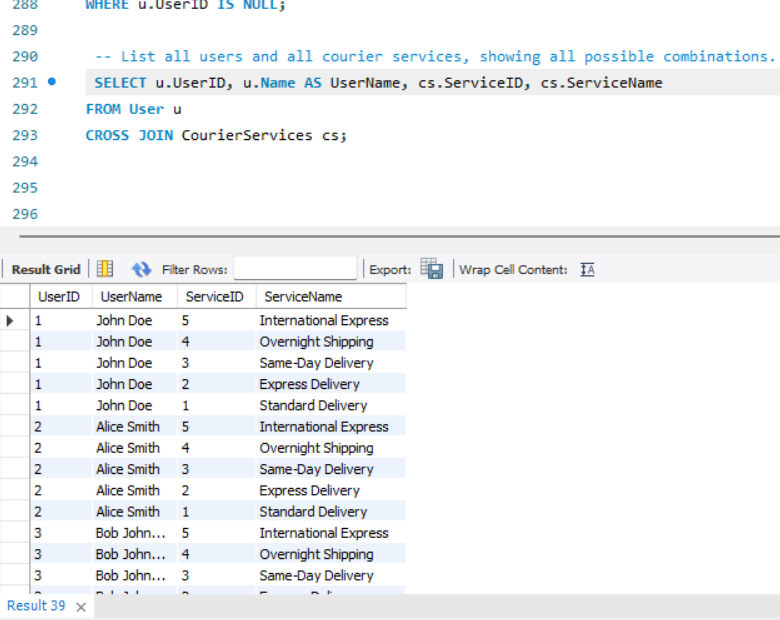 288 WHERE u.UserID IS NULL;
289
290 -- List all users and all courier services, showing all possible combinations.
291 SELECT u.UserID, u.Name AS UserName, cs.ServiceID, cs.ServiceName
292 FROM User u
293 CROSS JOIN CourierServices cs;
294
295
296
Result Grid Filter Rows: Export: Wrap Cell Content:
UserID UserName ServiceID ServiceName
1 John Doe 5 International Express
1 John Doe 4 Overnight Shipping
1 John Doe 3 Same-Day Delivery
1 John Doe 2 Express Delivery
1 John Doe 1 Standard Delivery
2 Alice Smith 5 International Express
2 Alice Smith 4 Overnight Shipping
2 Alice Smith 3 Same-Day Delivery
2 Alice Smith 2 Express Delivery
2 Alice Smith 1 Standard Delivery
3 Bob John... 5 International Express
3 Bob John... 4 Overnight Shipping
3 Bob John... 3 Same-Day Delivery
Result 39